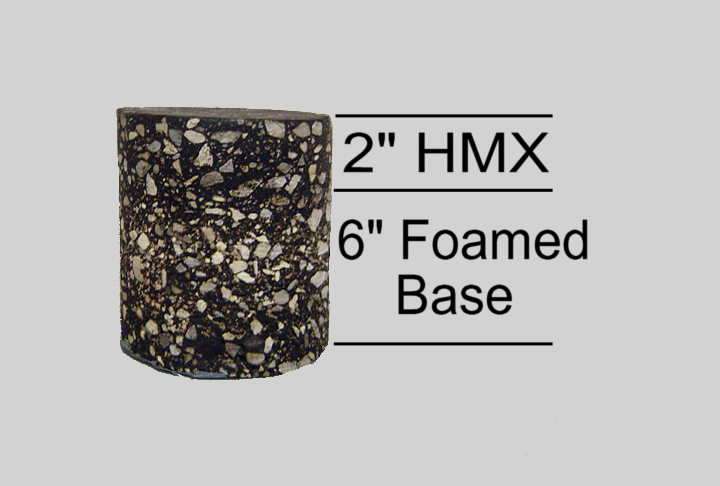 2" HMX
6" Foamed
Base